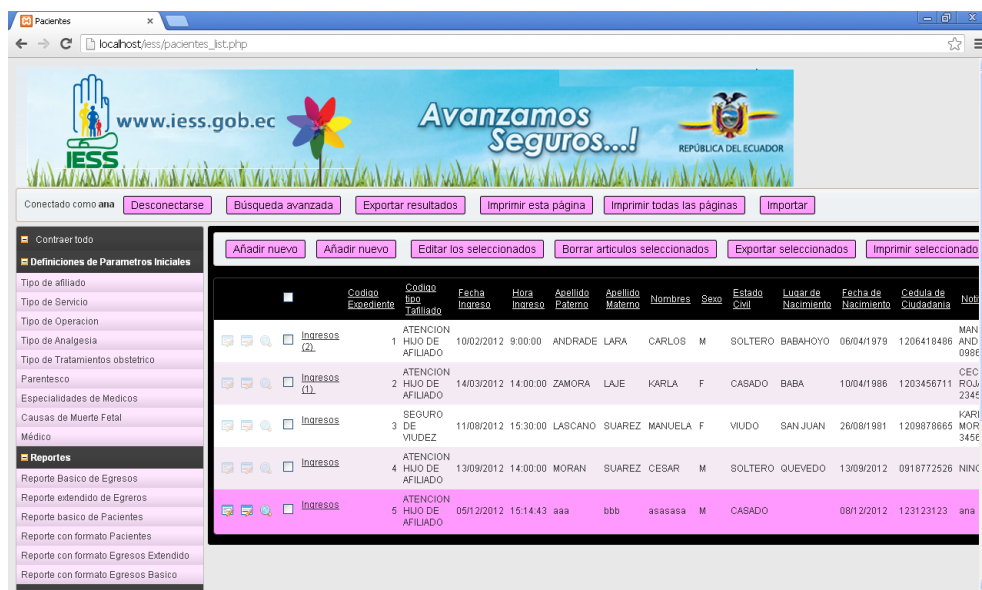 Pacientes
localhost/iess/pacientes_list.php
www.iess.gob.ec
IESS
Avanzamos
Seguros...!
REPÚBLICA DEL ECUADOR
Conectado como ana Desconectarse Búsqueda avanzada Exportar resultados Imprimir esta página Imprimir todas las páginas Importar
Contraer todo
Definiciones de Parametros Iniciales
Tipo de afiliado
Tipo de Servicio
Tipo de Operacion
Tipo de Analgesia
Tipo de Tratamientos obstetrico
Parentesco
Especialidades de Medicos
Causas de Muerte Fetal
Médico
Reportes
Reporte Basico de Egresos
Reporte extendido de Egreros
Reporte basico de Pacientes
Reporte con formato Pacientes
Reporte con formato Egresos Extendido
Reporte con formato Egresos Basico
Añadir nuevo Añadir nuevo Editar los seleccionados Borrar articulos seleccionados Exportar seleccionados Imprimir seleccionado
Codigo Expediente Codigo tipo Tafiliado Fecha Ingreso Hora Ingreso Apellido Paterno Apellido Materno Nombres Sexo Estado Civil Lugar de Nacimiento Fecha de Nacimiento Cedula de Ciudadania Noti
Ingresos (2) 1 ATENCION HIJO DE AFILIADO 10/02/2012 9:00:00 ANDRADE LARA CARLOS M SOLTERO BABAHOYO 06/04/1979 1206418486 MAN AND 0986
Ingresos (1) 2 ATENCION HIJO DE AFILIADO 14/03/2012 14:00:00 ZAMORA LAJE KARLA F CASADO BABA 10/04/1986 1203456711 CEC ROJA 2345
Ingresos 3 SEGURO DE VIUDEZ 11/08/2012 15:30:00 LASCANO SUAREZ MANUELA F VIUDO SAN JUAN 26/08/1981 1209878665 KARI MOR 3456
Ingresos 4 ATENCION HIJO DE AFILIADO 13/09/2012 14:00:00 MORAN SUAREZ CESAR M SOLTERO QUEVEDO 13/09/2012 0918772526 NING
Ingresos 5 ATENCION HIJO DE AFILIADO 05/12/2012 15:14:43 aaa bbb asasasa M CASADO 08/12/2012 123123123 ana